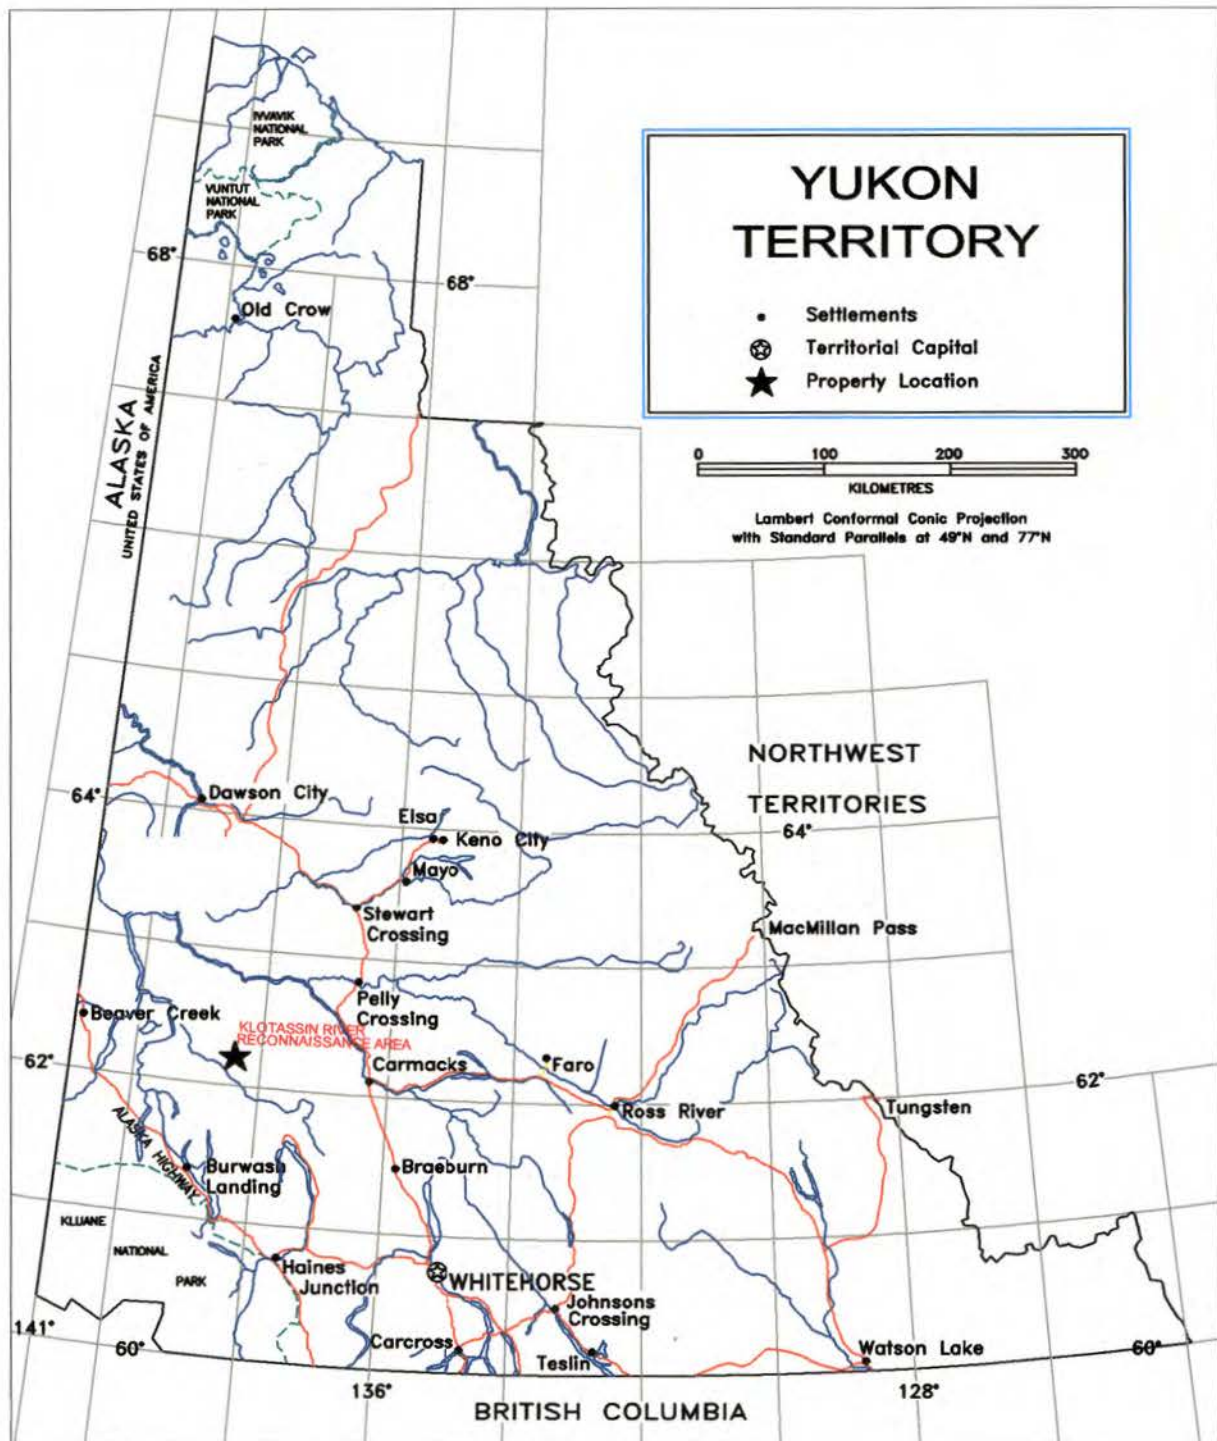 IVVAVIK
NATIONAL
PARK
VUNTUT
NATIONAL
PARK
YUKON
TERRITORY
Settlements
Territorial Capital
Property Location
68°
68°
Old Crow
ALASKA
UNITED STATES OF AMERICA
0 100 200 300
KILOMETRES
Lambert Conformal Conic Projection
with Standard Parallels at 49°N and 77°N
NORTHWEST
TERRITORIES
64°
64°
Dawson City
Elsa
Keno City
Mayo
Stewart
Crossing
MacMillan Pass
Pelly
Crossing
Beaver Creek
KLOTASSIN RIVER
RECONNAISSANCE AREA
62°
62°
Carmacks
Faro
Ross River
Tungsten
ALASKA HIGHWAY
Burwash
Landing
Braeburn
KLUANE
NATIONAL
PARK
Haines
Junction
WHITEHORSE
Johnsons
Crossing
Carcross
Teslin
Watson Lake
141°
60°
60°
136°
128°
BRITISH COLUMBIA